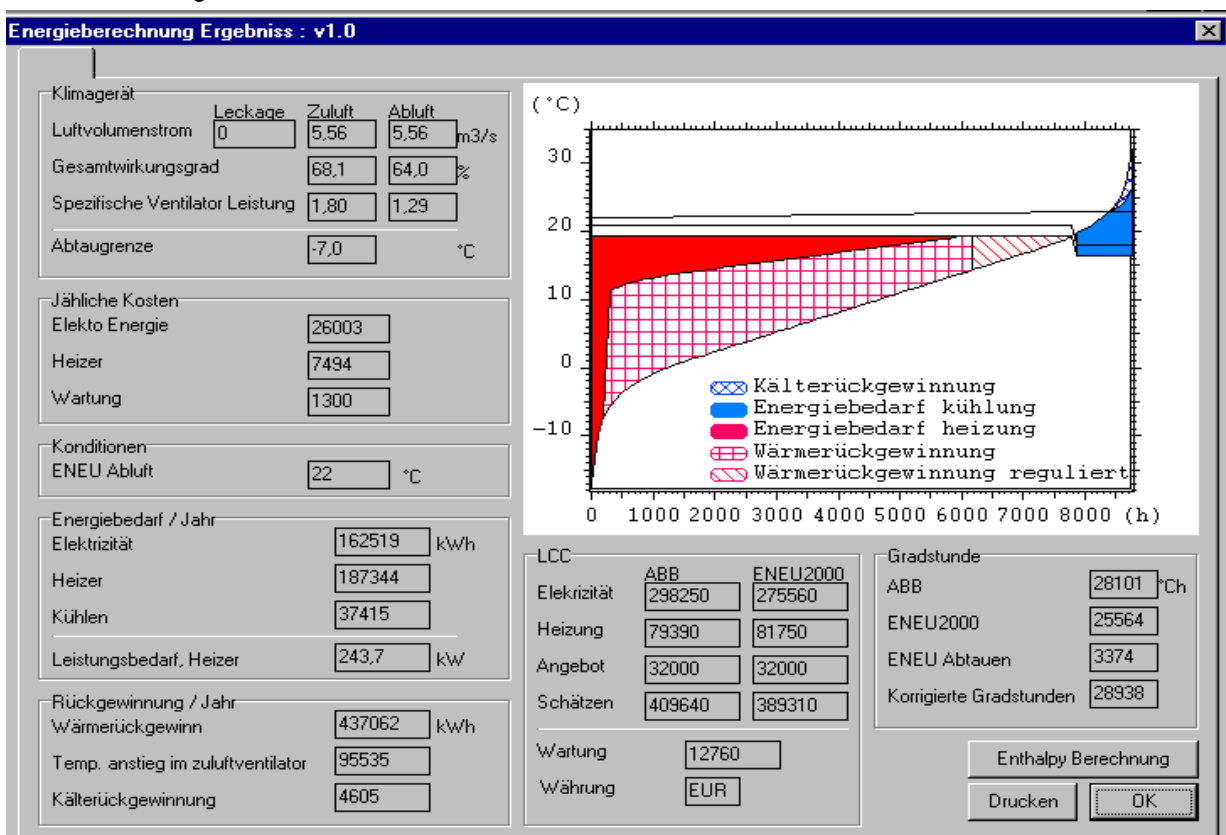 Energieberechnung Ergebniss : v1.0
Klimagerät
Leckage Zuluft Abluft
Luftvolumenstrom 0 5,56 5,56 m3/s
Gesamtwirkungsgrad 68,1 64,0 %
Spezifische Ventilator Leistung 1,80 1,29
Abtaugrenze -7,0 °C
Jähliche Kosten
Elekto Energie 26003
Heizer 7494
Wartung 1300
Konditionen
ENEU Abluft 22 °C
Energiebedarf / Jahr
Elektrizität 162519 kWh
Heizer 187344
Kühlen 37415
Leistungsbedarf, Heizer 243,7 kW
Rückgewinnung / Jahr
Wärmerückgewinn 437062 kWh
Temp. anstieg im zuluftventilator 95535
Kälterückgewinnung 4605
(°C)
30
20
10
0
-10
Kälterückgewinnung
Energiebedarf kühlung
Energiebedarf heizung
Wärmerückgewinnung
Wärmerückgewinnung reguliert
0 1000 2000 3000 4000 5000 6000 7000 8000 (h)
LCC
ABB ENEU2000
Elekrizität 298250 275560
Heizung 79390 81750
Angebot 32000 32000
Schätzen 409640 389310
Wartung 12760
Währung EUR
Gradstunde
ABB 28101 °Ch
ENEU2000 25564
ENEU Abtauen 3374
Korrigierte Gradstunden 28938
Enthalpy Berechnung
Drucken OK